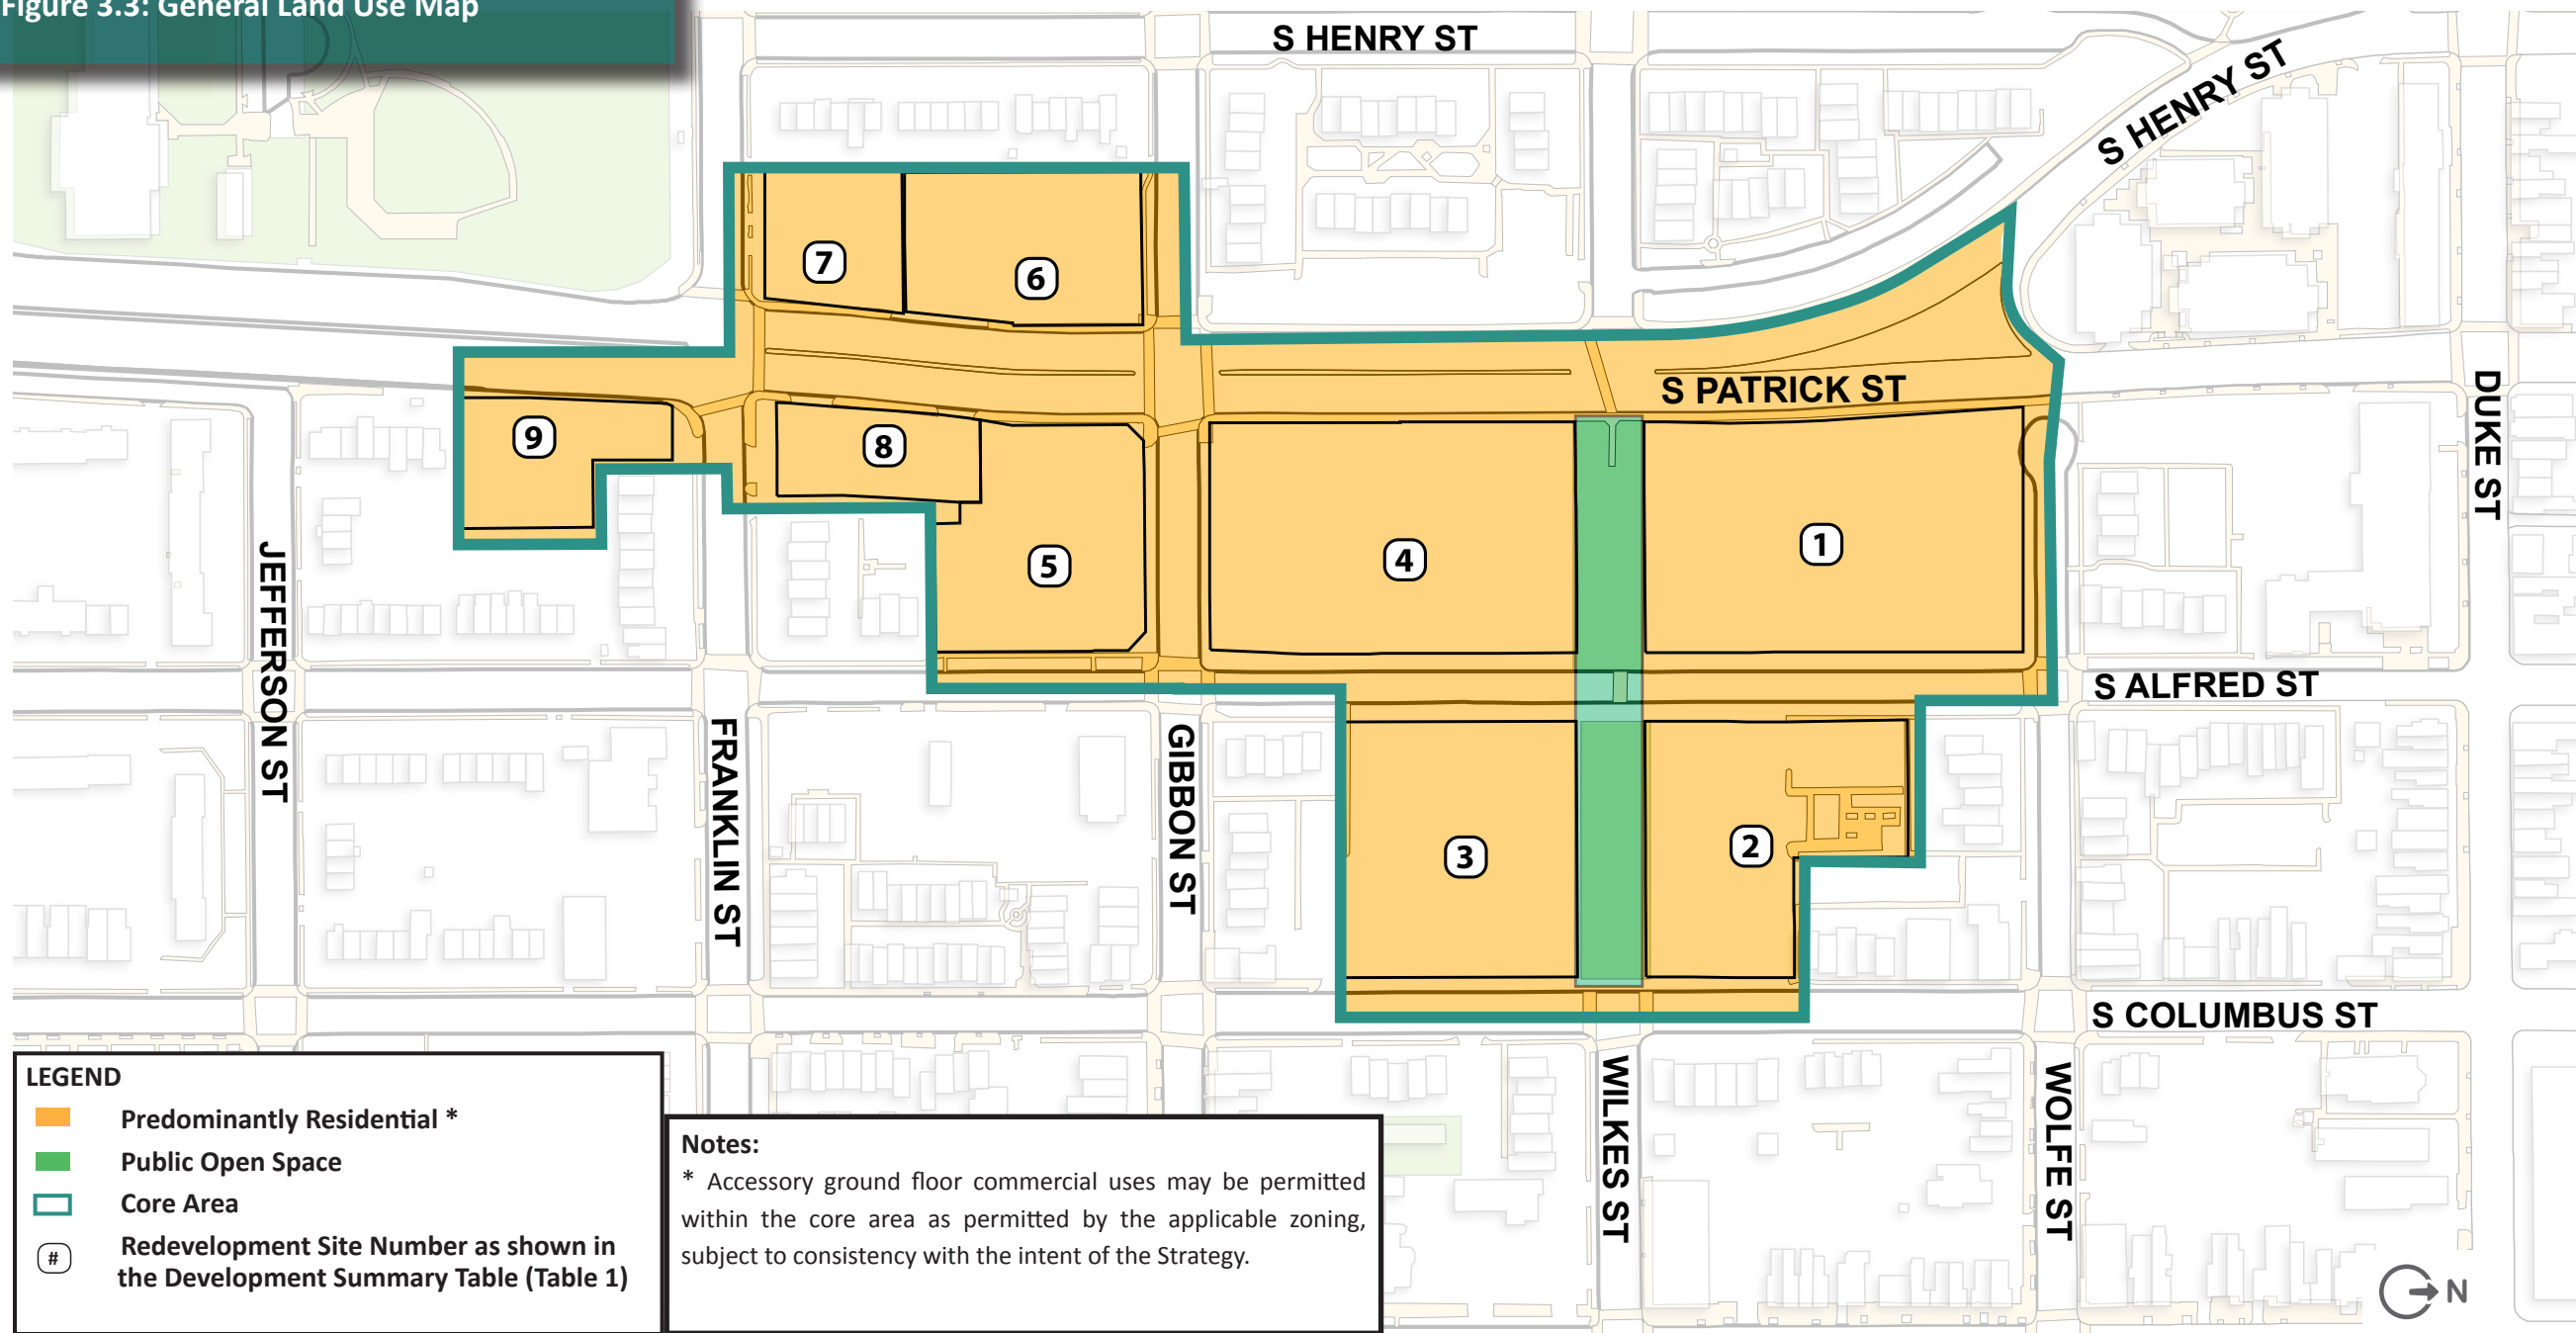 Figure 3.3: General Land Use Map
S HENRY ST
S HENRY ST
7
6
S PATRICK ST
DUKE ST
9
8
5
4
1
JEFFERSON ST
S ALFRED ST
FRANKLIN ST
GIBBON ST
3
2
S COLUMBUS ST
WILKES ST
WOLFE ST
LEGEND
Predominantly Residential *
Public Open Space
Core Area
#
Redevelopment Site Number as shown in
the Development Summary Table (Table 1)
Notes:
* Accessory ground floor commercial uses may be permitted
within the core area as permitted by the applicable zoning,
subject to consistency with the intent of the Strategy.
N